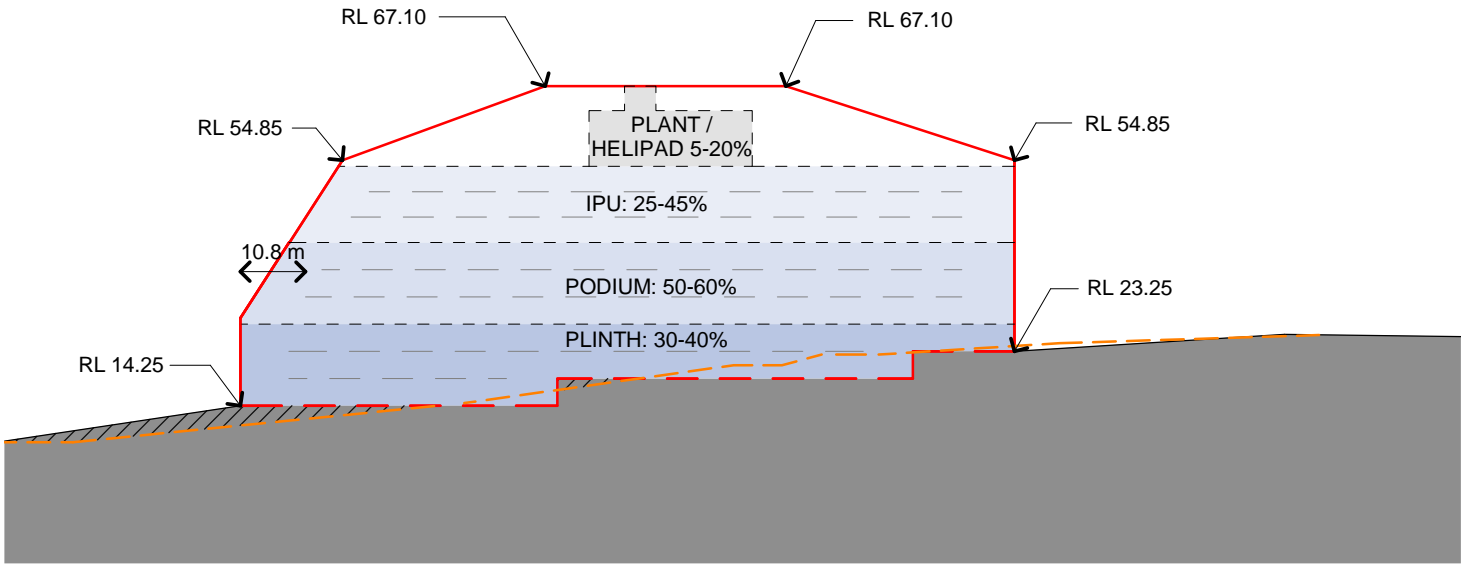 RL 67.10
RL 67.10
RL 54.85
RL 54.85
PLANT /
HELIPAD 5-20%
IPU: 25-45%
10.8 m
PODIUM: 50-60%
RL 23.25
PLINTH: 30-40%
RL 14.25